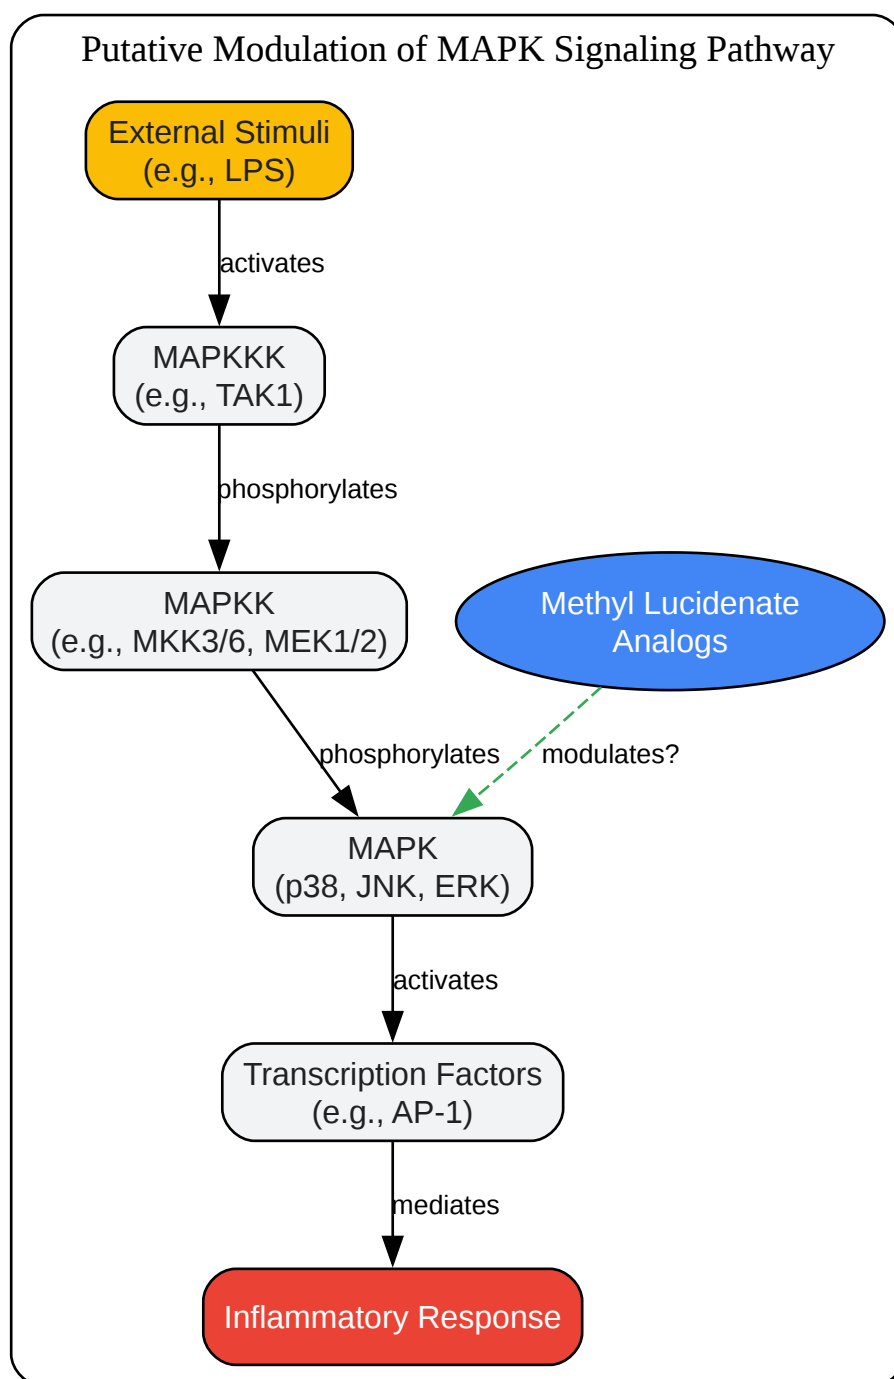 Putative Modulation of MAPK Signaling Pathway
External Stimuli
(e.g., LPS)
activates
MAPKKK
(e.g., TAK1)
phosphorylates
MAPKK
(e.g., MKK3/6, MEK1/2)
Methyl Lucidenate
Analogs
phosphorylates
modulates?
MAPK
(p38, JNK, ERK)
activates
Transcription Factors
(e.g., AP-1)
mediates
Inflammatory Response